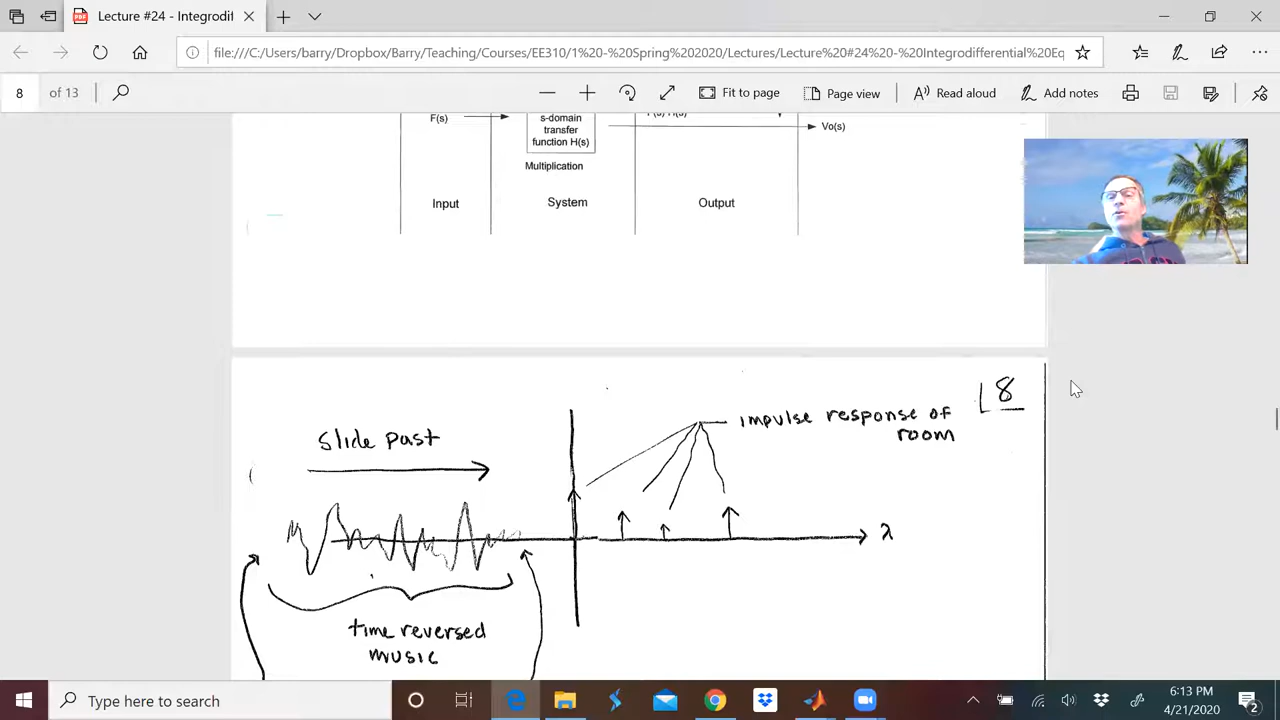 Lecture #24 - Integrodif
file:///C:/Users/barry/Dropbox/Barry/Teaching/Courses/EE310/1%20-%20Spring%202020/Lectures/Lecture%20#24%20-%20Integrodifferential%20Eq
8 of 13
Fit to page
Page view
Read aloud
Add notes
F(s)
s-domain
transfer
function H(s)
Vo(s)
Multiplication
Input
System
Output
8
impulse response of
room
slide past
λ
time reversed
music
Type here to search
6:13 PM
4/21/2020
2